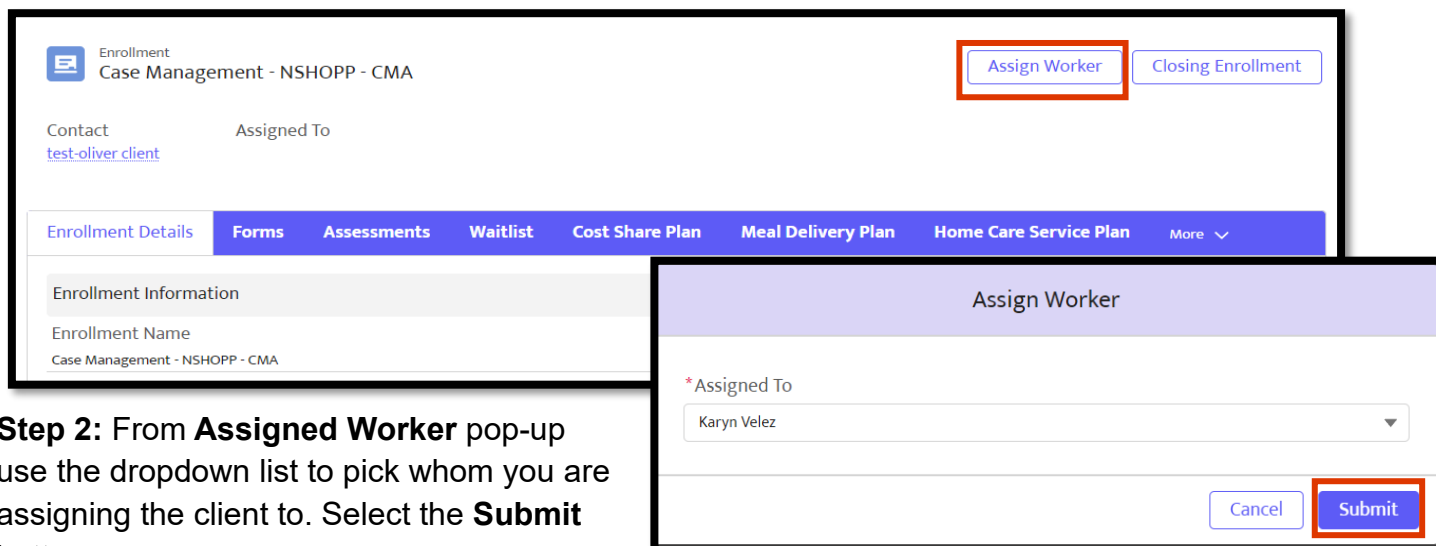 Enrollment
Case Management - NSHOPP - CMA
Assign Worker
Closing Enrollment
Contact
Assigned To
test-oliver client
Enrollment Details
Forms
Assessments
Waitlist
Cost Share Plan
Meal Delivery Plan
Home Care Service Plan
More
Enrollment Information
Enrollment Name
Case Management - NSHOPP - CMA
Assign Worker
*Assigned To
Karyn Velez
Cancel
Submit
Step 2: From Assigned Worker pop-up
use the dropdown list to pick whom you are
assigning the client to. Select the Submit